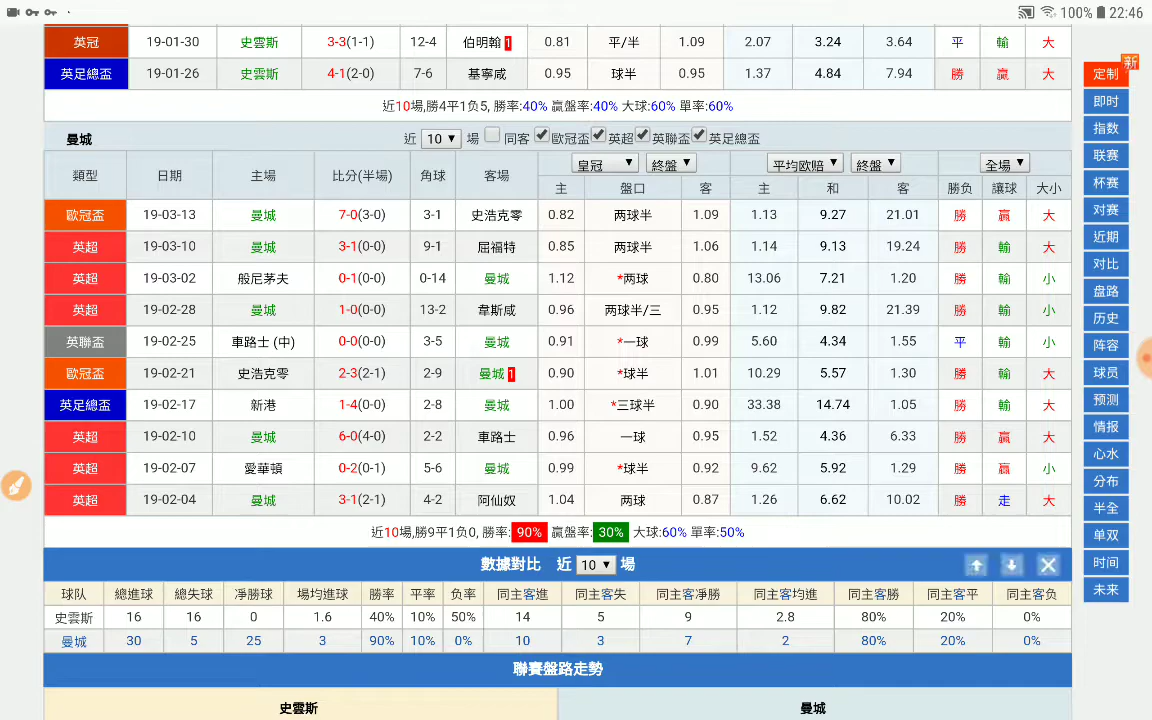 100% 22:46
英冠 19-01-30 史雲斯 3-3(1-1) 12-4 伯明翰 1 0.81 平/半 1.09 2.07 3.24 3.64 平 輸 大
英足總盃 19-01-26 史雲斯 4-1(2-0) 7-6 基寧咸 0.95 球半 0.95 1.37 4.84 7.94 勝 贏 大
近10場,勝4平1负5, 勝率:40% 贏盤率:40% 大球:60% 單率:60%
曼城 近 10 場 同客 歐冠盃 英超 英聯盃 英足總盃
類型 日期 主場 比分(半場) 角球 客場 皇冠 終盤 平均欧赔 終盤 全場
主 盤口 客 主 和 客 勝负 讓球 大小
歐冠盃 19-03-13 曼城 7-0(3-0) 3-1 史浩克零 0.82 两球半 1.09 1.13 9.27 21.01 勝 贏 大
英超 19-03-10 曼城 3-1(0-0) 9-1 屈福特 0.85 两球半 1.06 1.14 9.13 19.24 勝 輸 大
英超 19-03-02 般尼茅夫 0-1(0-0) 0-14 曼城 1.12 *两球 0.80 13.06 7.21 1.20 勝 輸 小
英超 19-02-28 曼城 1-0(0-0) 13-2 韋斯咸 0.96 两球半/三 0.95 1.12 9.82 21.39 勝 輸 小
英聯盃 19-02-25 車路士 (中) 0-0(0-0) 3-5 曼城 0.91 *一球 0.99 5.60 4.34 1.55 平 輸 小
歐冠盃 19-02-21 史浩克零 2-3(2-1) 2-9 曼城 1 0.90 *球半 1.01 10.29 5.57 1.30 勝 輸 大
英足總盃 19-02-17 新港 1-4(0-0) 2-8 曼城 1.00 *三球半 0.90 33.38 14.74 1.05 勝 輸 大
英超 19-02-10 曼城 6-0(4-0) 2-2 車路士 0.96 一球 0.95 1.52 4.36 6.33 勝 贏 大
英超 19-02-07 愛華頓 0-2(0-1) 5-6 曼城 0.99 *球半 0.92 9.62 5.92 1.29 勝 贏 小
英超 19-02-04 曼城 3-1(2-1) 4-2 阿仙奴 1.04 两球 0.87 1.26 6.62 10.02 勝 走 大
近10場,勝9平1负0, 勝率:90% 贏盤率:30% 大球:60% 單率:50%
數據對比 近 10 場
球队 總進球 總失球 凈勝球 場均進球 勝率 平率 负率 同主客進 同主客失 同主客凈勝 同主客均進 同主客勝 同主客平 同主客负
史雲斯 16 16 0 1.6 40% 10% 50% 14 5 9 2.8 80% 20% 0%
曼城 30 5 25 3 90% 10% 0% 10 3 7 2 80% 20% 0%
聯賽盤路走勢
史雲斯 曼城
新
定制
即时
指数
联赛
杯赛
对赛
近期
对比
盘路
历史
阵容
球员
预测
情报
心水
分布
半全
单双
时间
未来